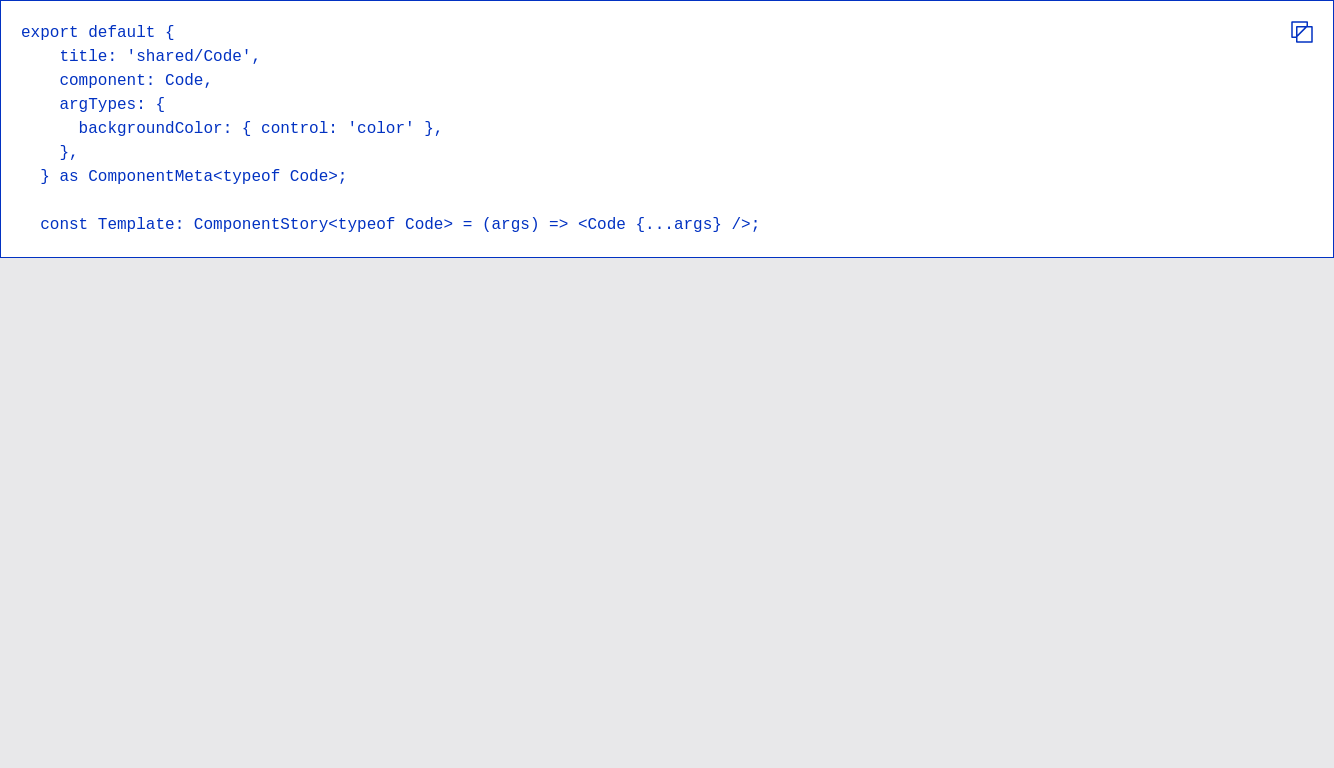 export default {
    title: 'shared/Code',
    component: Code,
    argTypes: {
      backgroundColor: { control: 'color' },
    },
  } as ComponentMeta<typeof Code>;

  const Template: ComponentStory<typeof Code> = (args) => <Code {...args} />;